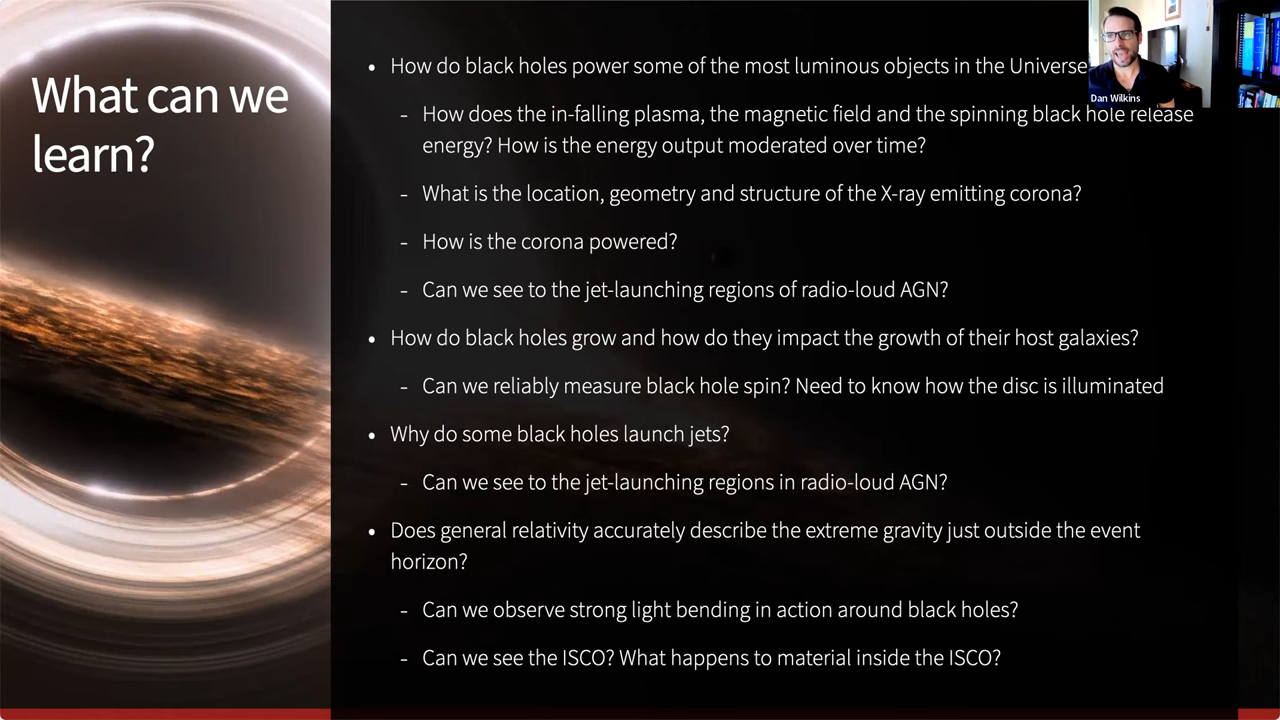 What can we
learn?
• How do black holes power some of the most luminous objects in the Universe
- How does the in-falling plasma, the magnetic field and the spinning black hole release
energy? How is the energy output moderated over time?
- What is the location, geometry and structure of the X-ray emitting corona?
- How is the corona powered?
- Can we see to the jet-launching regions of radio-loud AGN?
• How do black holes grow and how do they impact the growth of their host galaxies?
- Can we reliably measure black hole spin? Need to know how the disc is illuminated
• Why do some black holes launch jets?
- Can we see to the jet-launching regions in radio-loud AGN?
• Does general relativity accurately describe the extreme gravity just outside the event
horizon?
- Can we observe strong light bending in action around black holes?
- Can we see the ISCO? What happens to material inside the ISCO?
Dan Wilkins